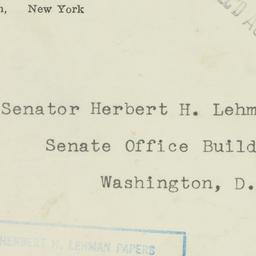 n, New York
C'D A
Senator Herbert H. Lehm
Senate Office Build
Washington, D.
HERBERT H. LEHMAN PAPERS